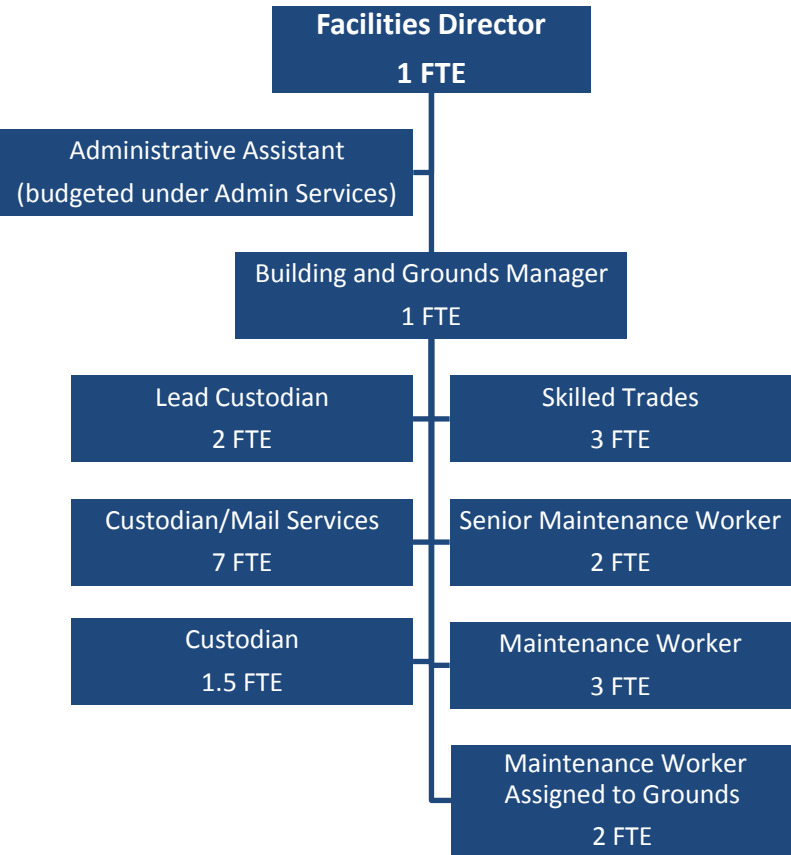 Facilities Director
1 FTE
Administrative Assistant
(budgeted under Admin Services)
Building and Grounds Manager
1 FTE
Lead Custodian
2 FTE
Skilled Trades
3 FTE
Custodian/Mail Services
7 FTE
Senior Maintenance Worker
2 FTE
Custodian
1.5 FTE
Maintenance Worker
3 FTE
Maintenance Worker
Assigned to Grounds
2 FTE